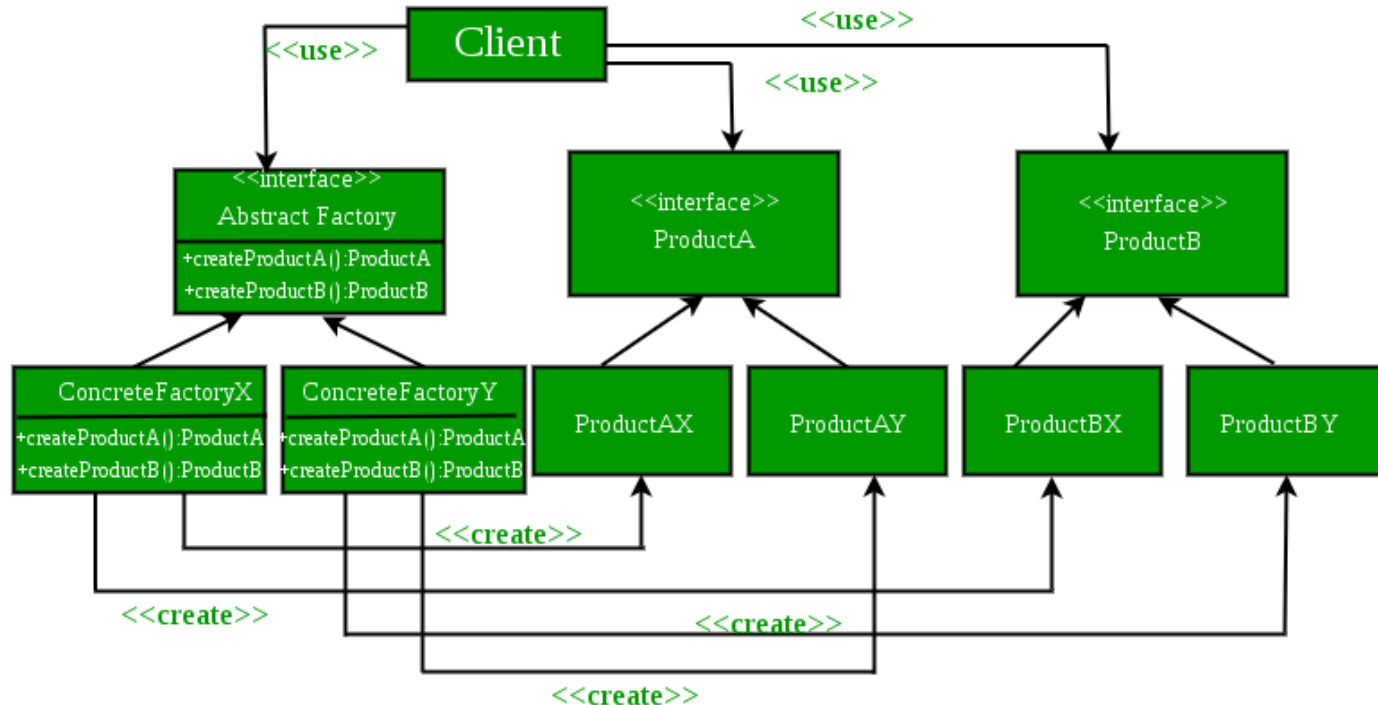 Client
<<use>>
<<use>>
<<use>>
<<interface>>
Abstract Factory
+createProductA():ProductA
+createProductB():ProductB
<<interface>>
ProductA
<<interface>>
ProductB
ConcreteFactoryX
+createProductA():ProductA
+createProductB():ProductB
ConcreteFactoryY
+createProductA():ProductA
+createProductB():ProductB
ProductAX
ProductAY
ProductBX
ProductBY
<<create>>
<<create>>
<<create>>
<<create>>